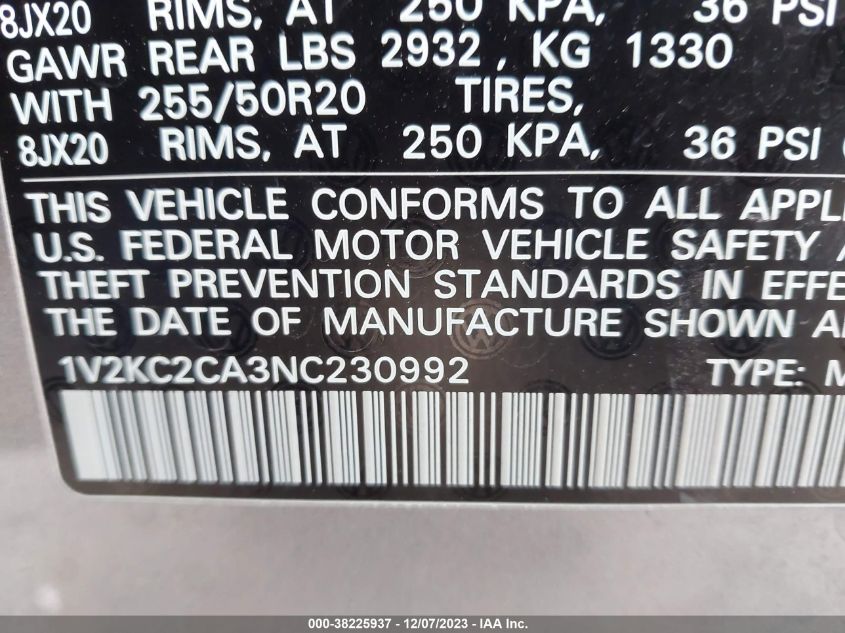 8JX20 RIMS, AT 250 KPA, 36 PSI
GAWR REAR LBS 2932, KG 1330
WITH 255/50R20 TIRES,
8JX20 RIMS, AT 250 KPA, 36 PSI
THIS VEHICLE CONFORMS TO ALL
U.S. FEDERAL MOTOR VEHICLE SAFETY
THEFT PREVENTION STANDARDS IN
THE DATE OF MANUFACTURE SHOWN
1V2KC2CA3NC230992 TYPE: M
000-38225937 - 12/07/2023 - IAA Inc.